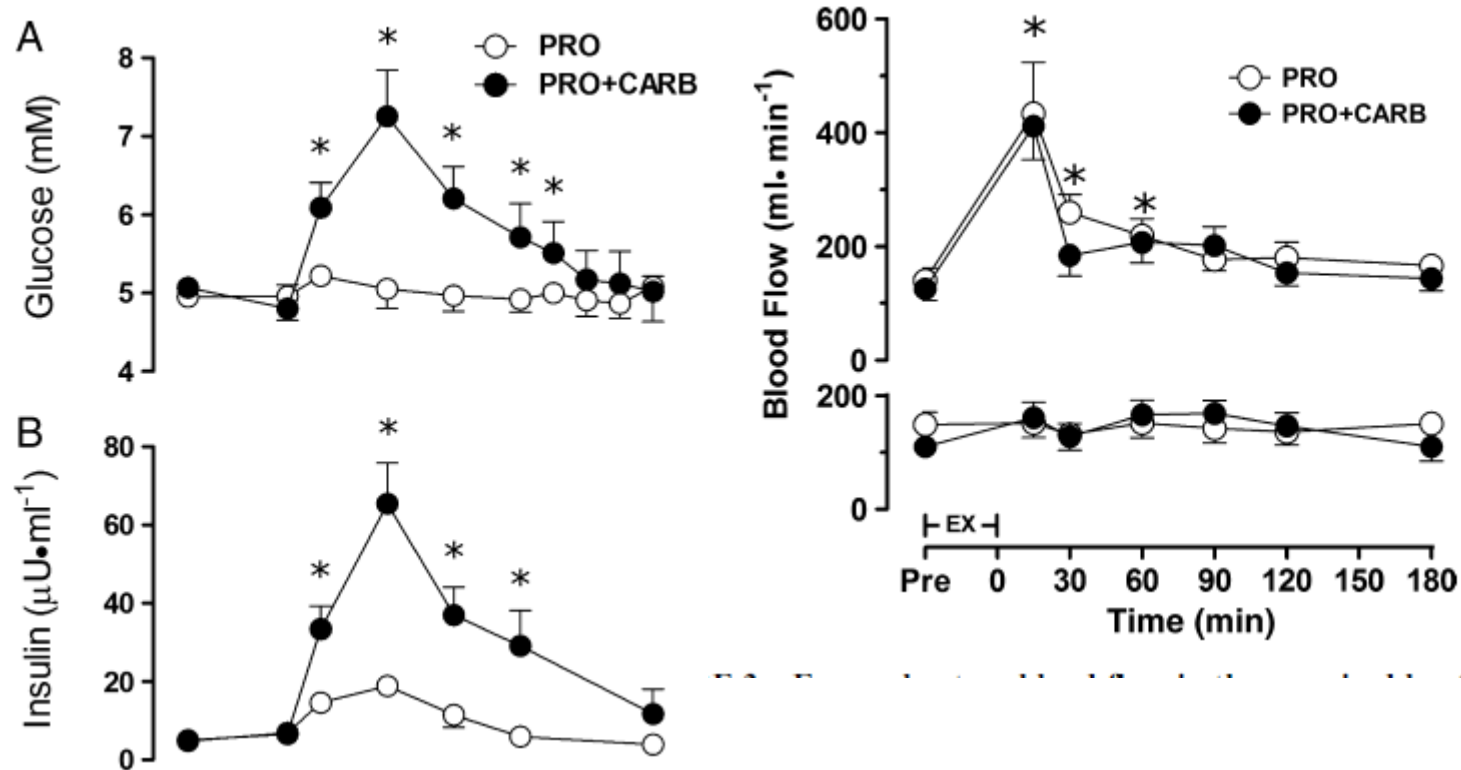 A
Glucose (mM)
8
7
6
5
4
PRO
PRO+CARB
*
*
*
*
*
B
Insulin (μU•ml⁻¹)
80
60
40
20
0
*
*
*
*
Blood Flow (ml•min⁻¹)
600
400
200
0
200
0
PRO
PRO+CARB
*
*
*
EX
Pre 0 30 60 90 120 150 180
Time (min)